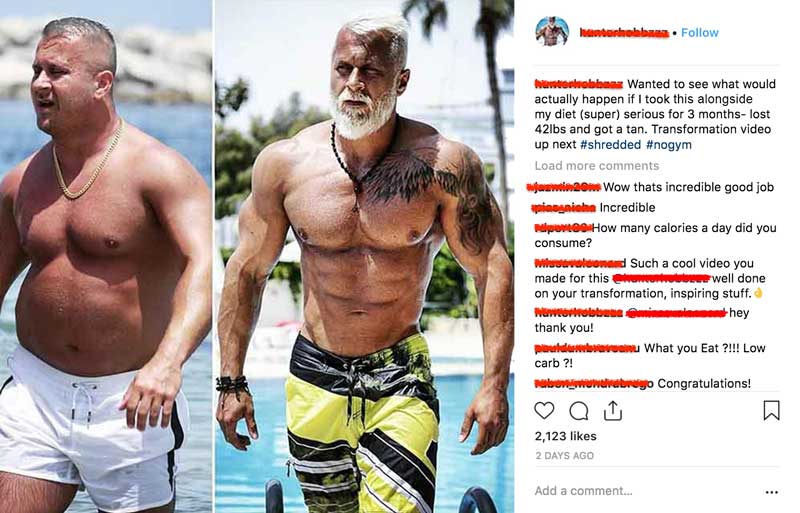 • Follow
Wanted to see what would
actually happen if I took this alongside
my diet (super) serious for 3 months- lost
42lbs and got a tan. Transformation video
up next #shredded #nogym
Load more comments
Wow thats incredible good job
Incredible
How many calories a day did you
consume?
Such a cool video you
made for this well done
on your transformation, inspiring stuff.👌
hey
thank you!
What you Eat ?!!! Low
carb ?!
Congratulations!
2,123 likes
2 DAYS AGO
Add a comment...